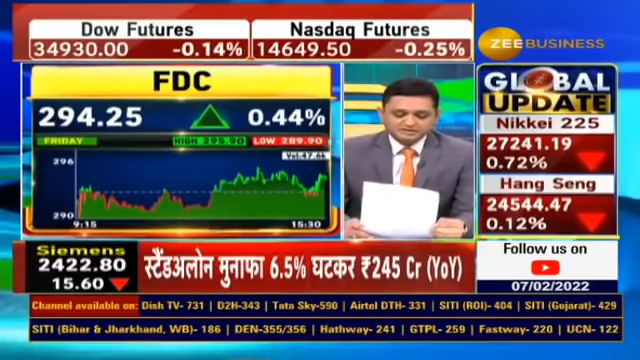 Dow Futures
34930.00 -0.14%
Nasdaq Futures
14649.50 -0.25%
ZEE BUSINESS
FDC
294.25 0.44%
FRIDAY HIGH 295.90 LOW 289.90
Vol:47.6k
296
290
9:15 15:30
GLOBAL
UPDATE
Nikkei 225
27241.19
0.72%
Hang Seng
24544.47
0.12%
Siemens
2422.80
15.60
स्टैंडअलोन मुनाफा 6.5% घटकर ₹245 Cr (YoY)
Follow us on
07/02/2022
Channel available on: Dish TV- 731 | D2H-343 | Tata Sky-590 | Airtel DTH- 331 | SITI (ROI)- 404 | SITI (Gujarat)- 429
SITI (Bihar & Jharkhand, WB)- 186 | DEN-355/356 | Hathway- 241 | GTPL- 259 | Fastway- 220 | UCN- 122